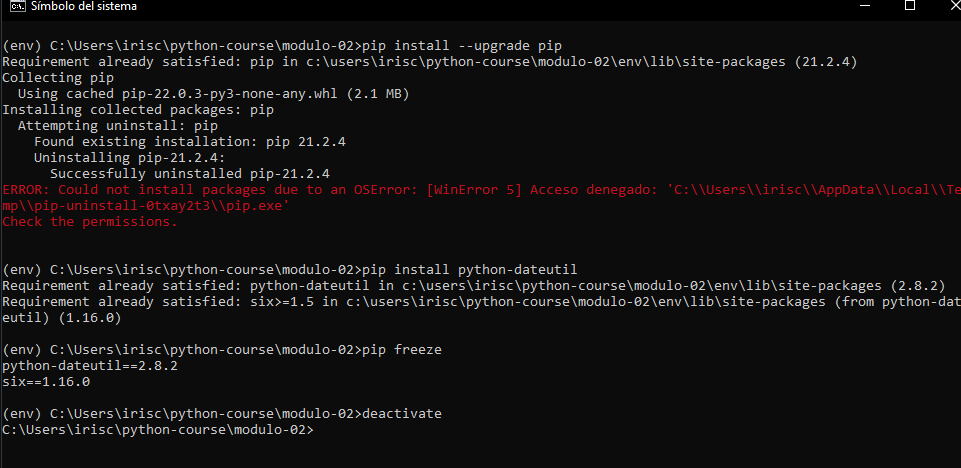 Símbolo del sistema
(env) C:\Users\irisc\python-course\modulo-02>pip install --upgrade pip
Requirement already satisfied: pip in c:\users\irisc\python-course\modulo-02\env\lib\site-packages (21.2.4)
Collecting pip
  Using cached pip-22.0.3-py3-none-any.whl (2.1 MB)
Installing collected packages: pip
  Attempting uninstall: pip
    Found existing installation: pip 21.2.4
    Uninstalling pip-21.2.4:
      Successfully uninstalled pip-21.2.4
ERROR: Could not install packages due to an OSError: [WinError 5] Acceso denegado: 'C:\\Users\\irisc\\AppData\\Local\\Te
mp\\pip-uninstall-0txay2t3\\pip.exe'
Check the permissions.
(env) C:\Users\irisc\python-course\modulo-02>pip install python-dateutil
Requirement already satisfied: python-dateutil in c:\users\irisc\python-course\modulo-02\env\lib\site-packages (2.8.2)
Requirement already satisfied: six>=1.5 in c:\users\irisc\python-course\modulo-02\env\lib\site-packages (from python-dat
eutil) (1.16.0)
(env) C:\Users\irisc\python-course\modulo-02>pip freeze
python-dateutil==2.8.2
six==1.16.0
(env) C:\Users\irisc\python-course\modulo-02>deactivate
C:\Users\irisc\python-course\modulo-02>